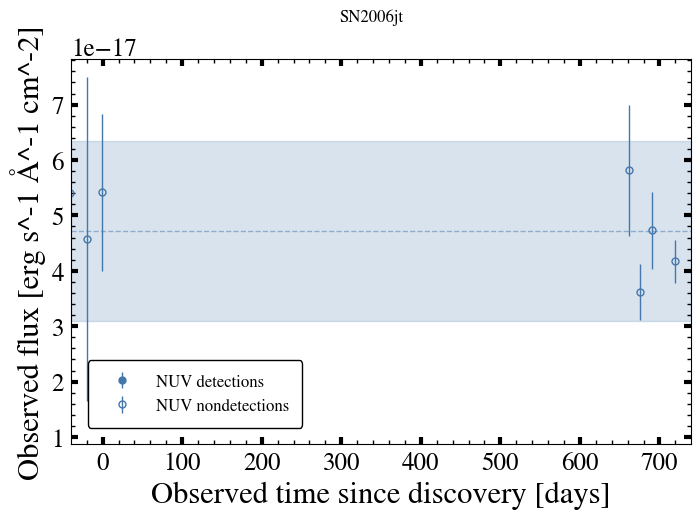 SN2006jt
1e−17
Observed flux [erg s^-1 Å^-1 cm^-2]
7
6
5
4
3
2
1
NUV detections
NUV nondetections
0 100 200 300 400 500 600 700
Observed time since discovery [days]